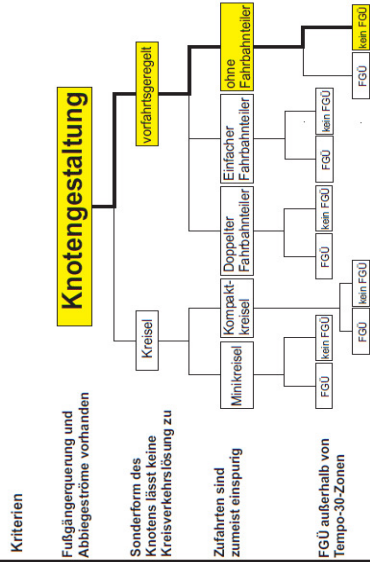 Kriterien
Fußgängerquerung und
Abbiegeströme vorhanden
Knotengestaltung
Sonderform des
Knotens lässt keine
Kreisverkehrslösung zu
Kreisel
vorfahrtsgeregelt
Zufahrten sind
zumeist einspurig
Minikreisel
Kompakt-
kreisel
Doppelter
Fahrbahnteiler
Einfacher
Fahrbahnteiler
ohne
Fahrbahnteiler
FGÜ außerhalb von
Tempo-30-Zonen
FGÜ
kein FGÜ
FGÜ
kein FGÜ
FGÜ
kein FGÜ
FGÜ
kein FGÜ
FGÜ
kein FGÜ